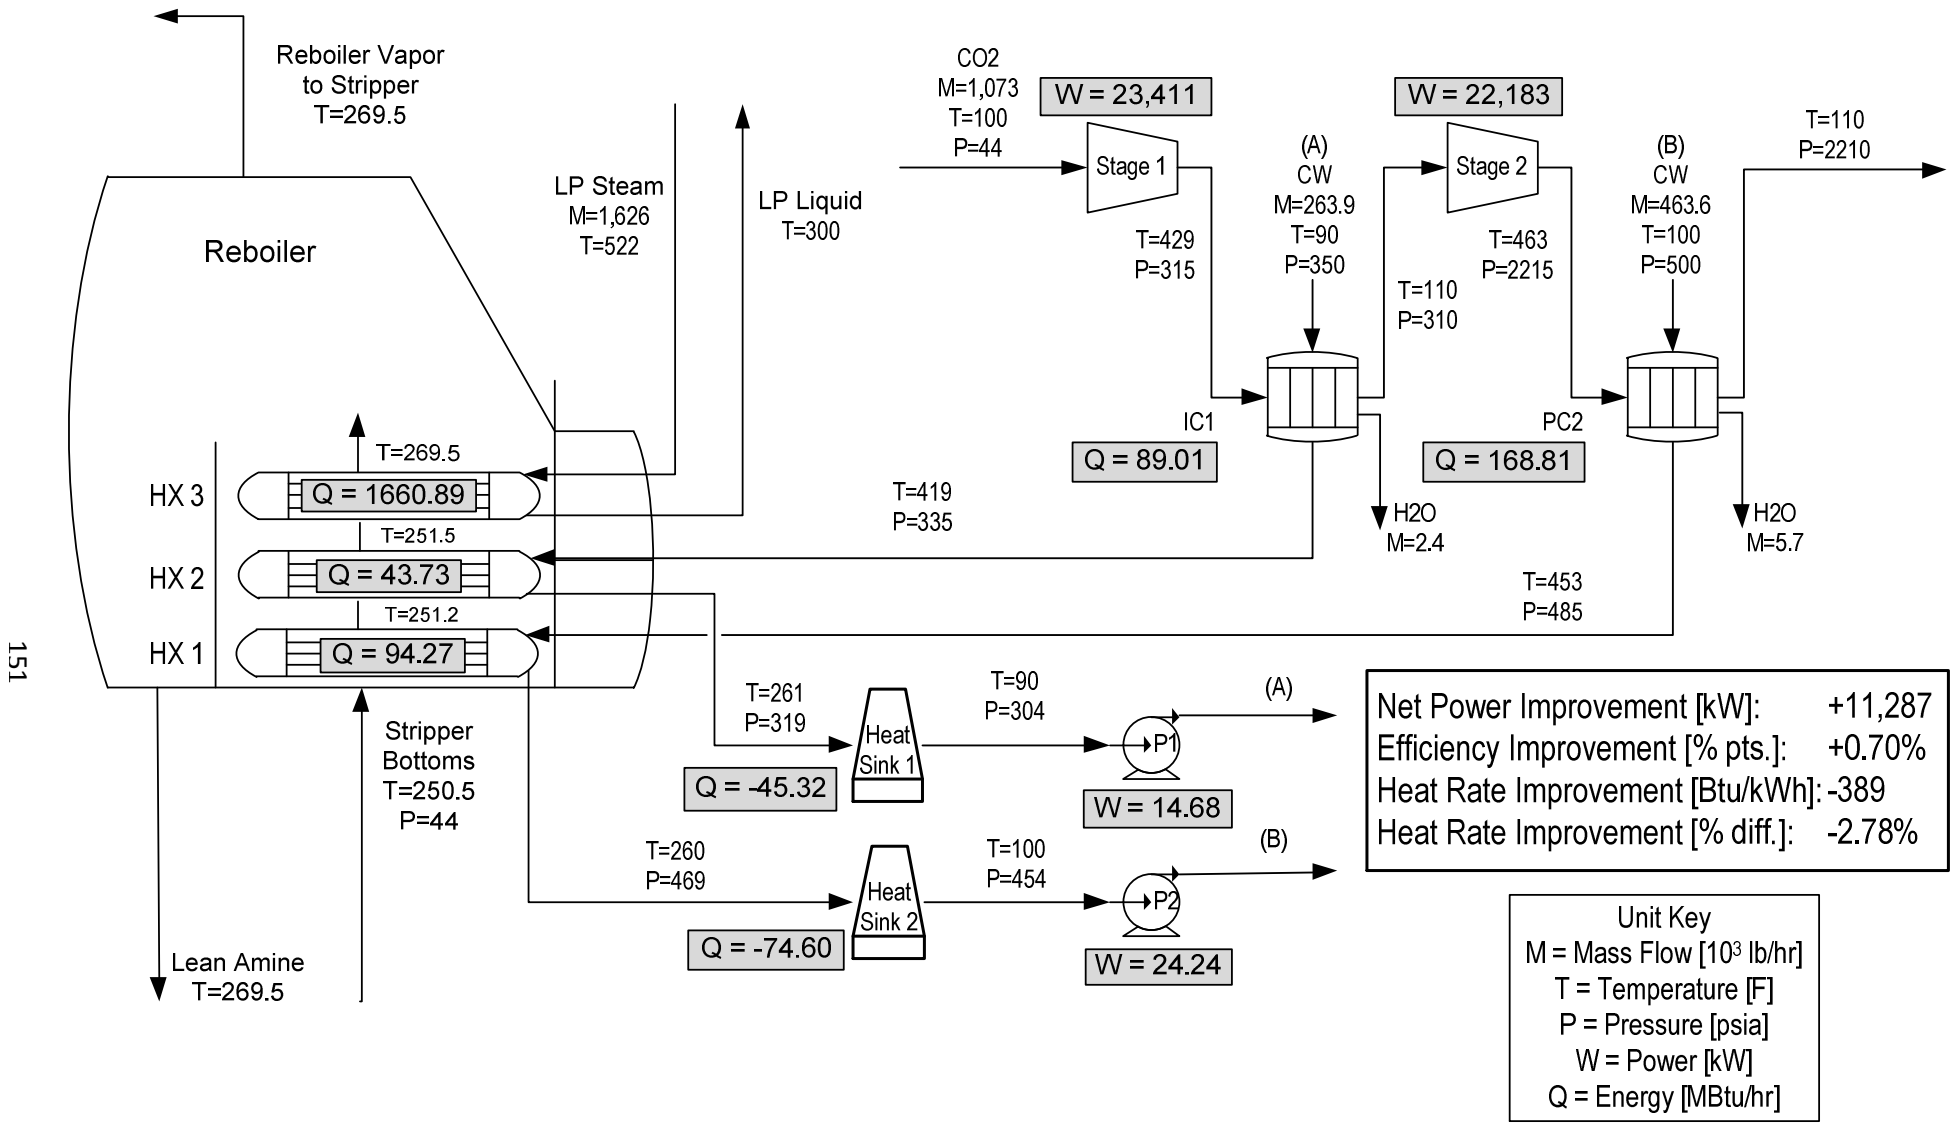 Reboiler Vapor
to Stripper
T=269.5
Reboiler
LP Steam
M=1,626
T=522
LP Liquid
T=300
CO2
M=1,073
T=100
P=44
W = 23,411
Stage 1
T=429
P=315
(A)
CW
M=263.9
T=90
P=350
W = 22,183
Stage 2
T=110
P=310
T=463
P=2215
(B)
CW
M=463.6
T=100
P=500
T=110
P=2210
IC1
Q = 89.01
PC2
Q = 168.81
H2O
M=2.4
H2O
M=5.7
T=269.5
HX 3
Q = 1660.89
T=251.5
HX 2
Q = 43.73
T=251.2
HX 1
Q = 94.27
T=419
P=335
T=453
P=485
151
Stripper
Bottoms
T=250.5
P=44
Lean Amine
T=269.5
T=261
P=319
Q = -45.32
Heat
Sink 1
T=90
P=304
P1
W = 14.68
(A)
T=260
P=469
Q = -74.60
Heat
Sink 2
T=100
P=454
P2
W = 24.24
(B)
Net Power Improvement [kW]: +11,287
Efficiency Improvement [% pts.]: +0.70%
Heat Rate Improvement [Btu/kWh]: -389
Heat Rate Improvement [% diff.]: -2.78%
Unit Key
M = Mass Flow [10³ lb/hr]
T = Temperature [F]
P = Pressure [psia]
W = Power [kW]
Q = Energy [MBtu/hr]